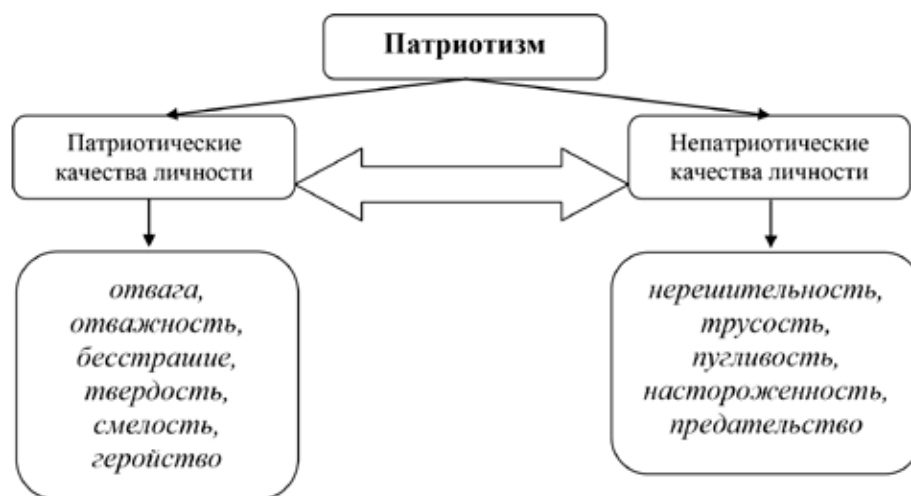 Патриотизм
Патриотические
качества личности
Непатриотические
качества личности
отвага,
отважность,
бесстрашие,
твердость,
смелость,
геройство
нерешительность,
трусость,
пугливость,
настороженность,
предательство